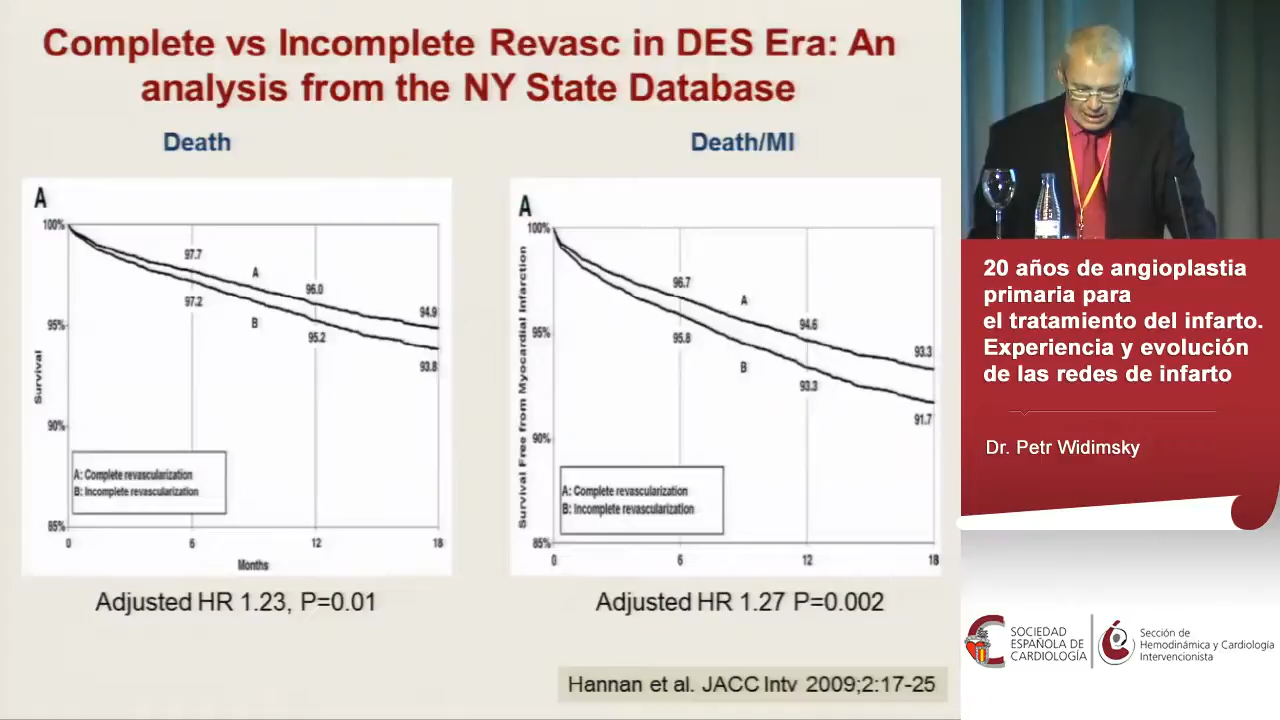 Complete vs Incomplete Revasc in DES Era: An
analysis from the NY State Database
Death
A
100%
95%
90%
85%
Survival
97.7
97.2
A
B
96.0
95.2
94.9
93.8
A: Complete revascularization
B: Incomplete revascularization
0
6
12
18
Months
Adjusted HR 1.23, P=0.01
Death/MI
A
100%
95%
90%
85%
Survival Free from Myocardial Infarction
96.7
95.8
A
B
94.6
93.3
93.3
91.7
A: Complete revascularization
B: Incomplete revascularization
0
6
12
18
Adjusted HR 1.27 P=0.002
Hannan et al. JACC Intv 2009;2:17-25
20 años de angioplastia
primaria para
el tratamiento del infarto.
Experiencia y evolución
de las redes de infarto
Dr. Petr Widimsky
SOCIEDAD
ESPAÑOLA DE
CARDIOLOGÍA
Sección de
Hemodinámica y Cardiología
Intervencionista